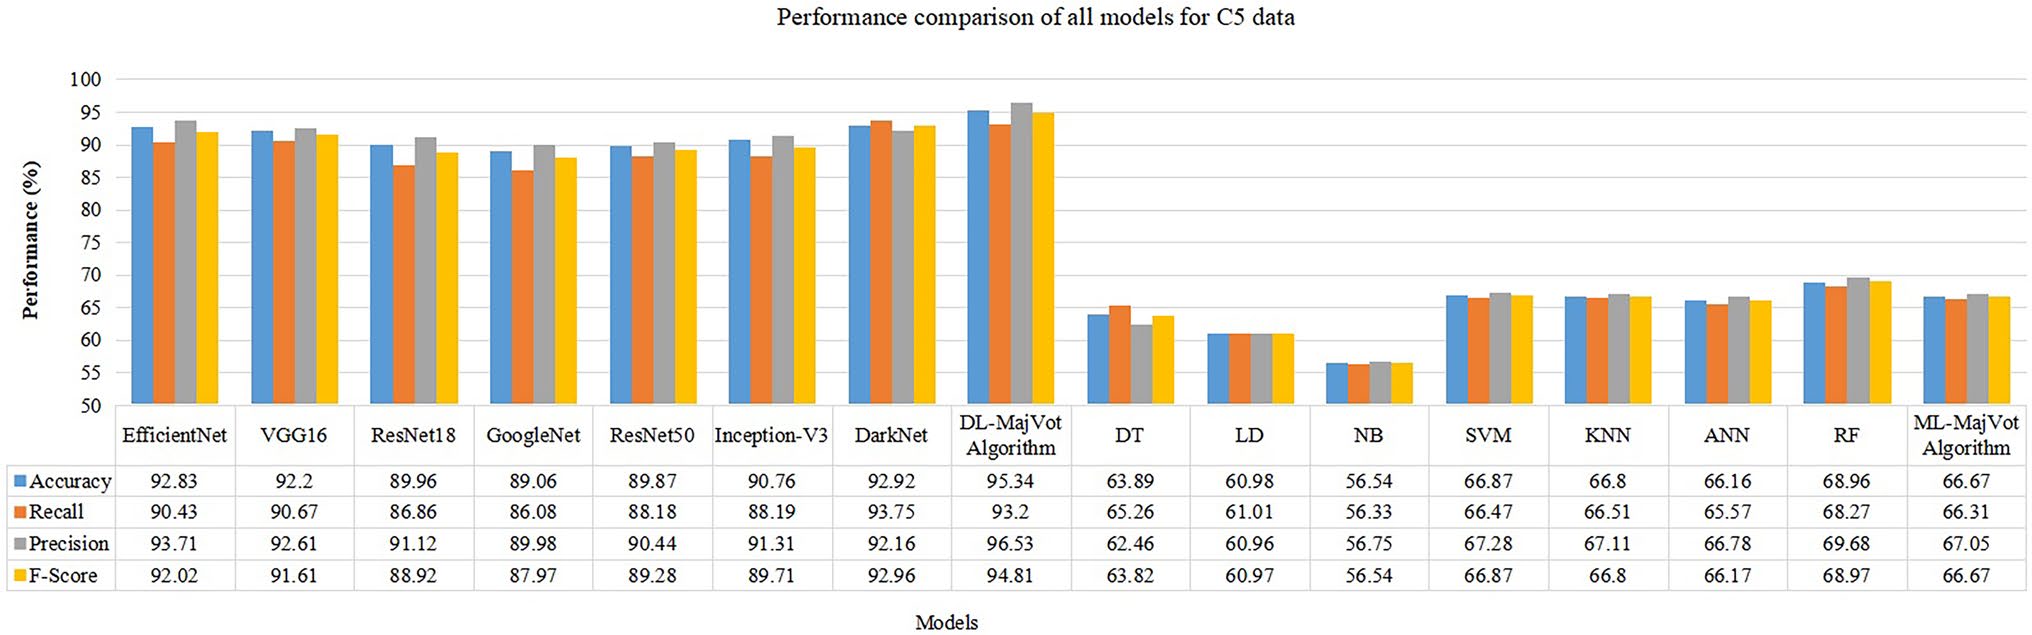 Performance comparison of all models for C5 data
Performance (%)
100
95
90
85
80
75
70
65
60
55
50
EfficientNet VGG16 ResNet18 GoogleNet ResNet50 Inception-V3 DarkNet DL-MajVot Algorithm DT LD NB SVM KNN ANN RF ML-MajVot Algorithm
Accuracy 92.83 92.2 89.96 89.06 89.87 90.76 92.92 95.34 63.89 60.98 56.54 66.87 66.8 66.16 68.96 66.67
Recall 90.43 90.67 86.86 86.08 88.18 88.19 93.75 93.2 65.26 61.01 56.33 66.47 66.51 65.57 68.27 66.31
Precision 93.71 92.61 91.12 89.98 90.44 91.31 92.16 96.53 62.46 60.96 56.75 67.28 67.11 66.78 69.68 67.05
F-Score 92.02 91.61 88.92 87.97 89.28 89.71 92.96 94.81 63.82 60.97 56.54 66.87 66.8 66.17 68.97 66.67
Models